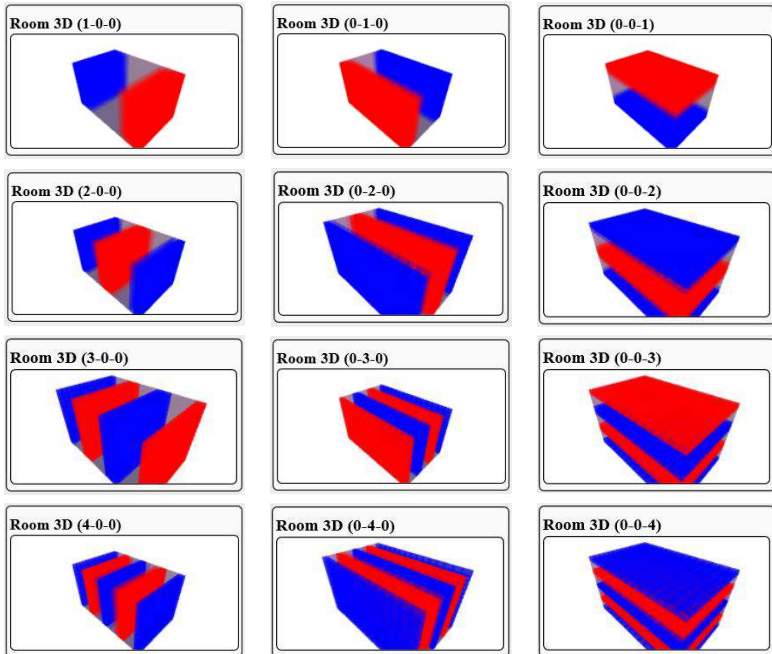 Room 3D (1-0-0)
Room 3D (0-1-0)
Room 3D (0-0-1)
Room 3D (2-0-0)
Room 3D (0-2-0)
Room 3D (0-0-2)
Room 3D (3-0-0)
Room 3D (0-3-0)
Room 3D (0-0-3)
Room 3D (4-0-0)
Room 3D (0-4-0)
Room 3D (0-0-4)